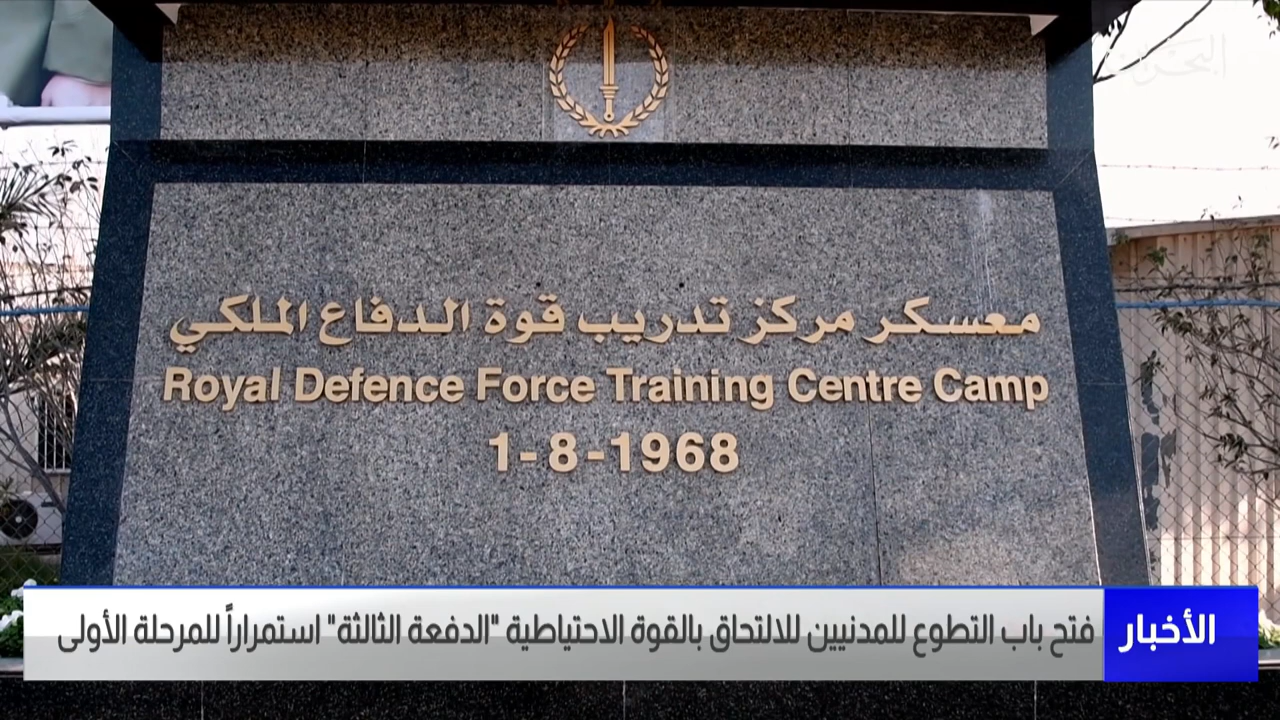 البحرين
معسكر مركز تدريب قوة الدفاع الملكي
Royal Defence Force Training Centre Camp
1-8-1968
الأخبار
فتح باب التطوع للمدنيين للالتحاق بالقوة الاحتياطية "الدفعة الثالثة" استمراراً للمرحلة الأولى